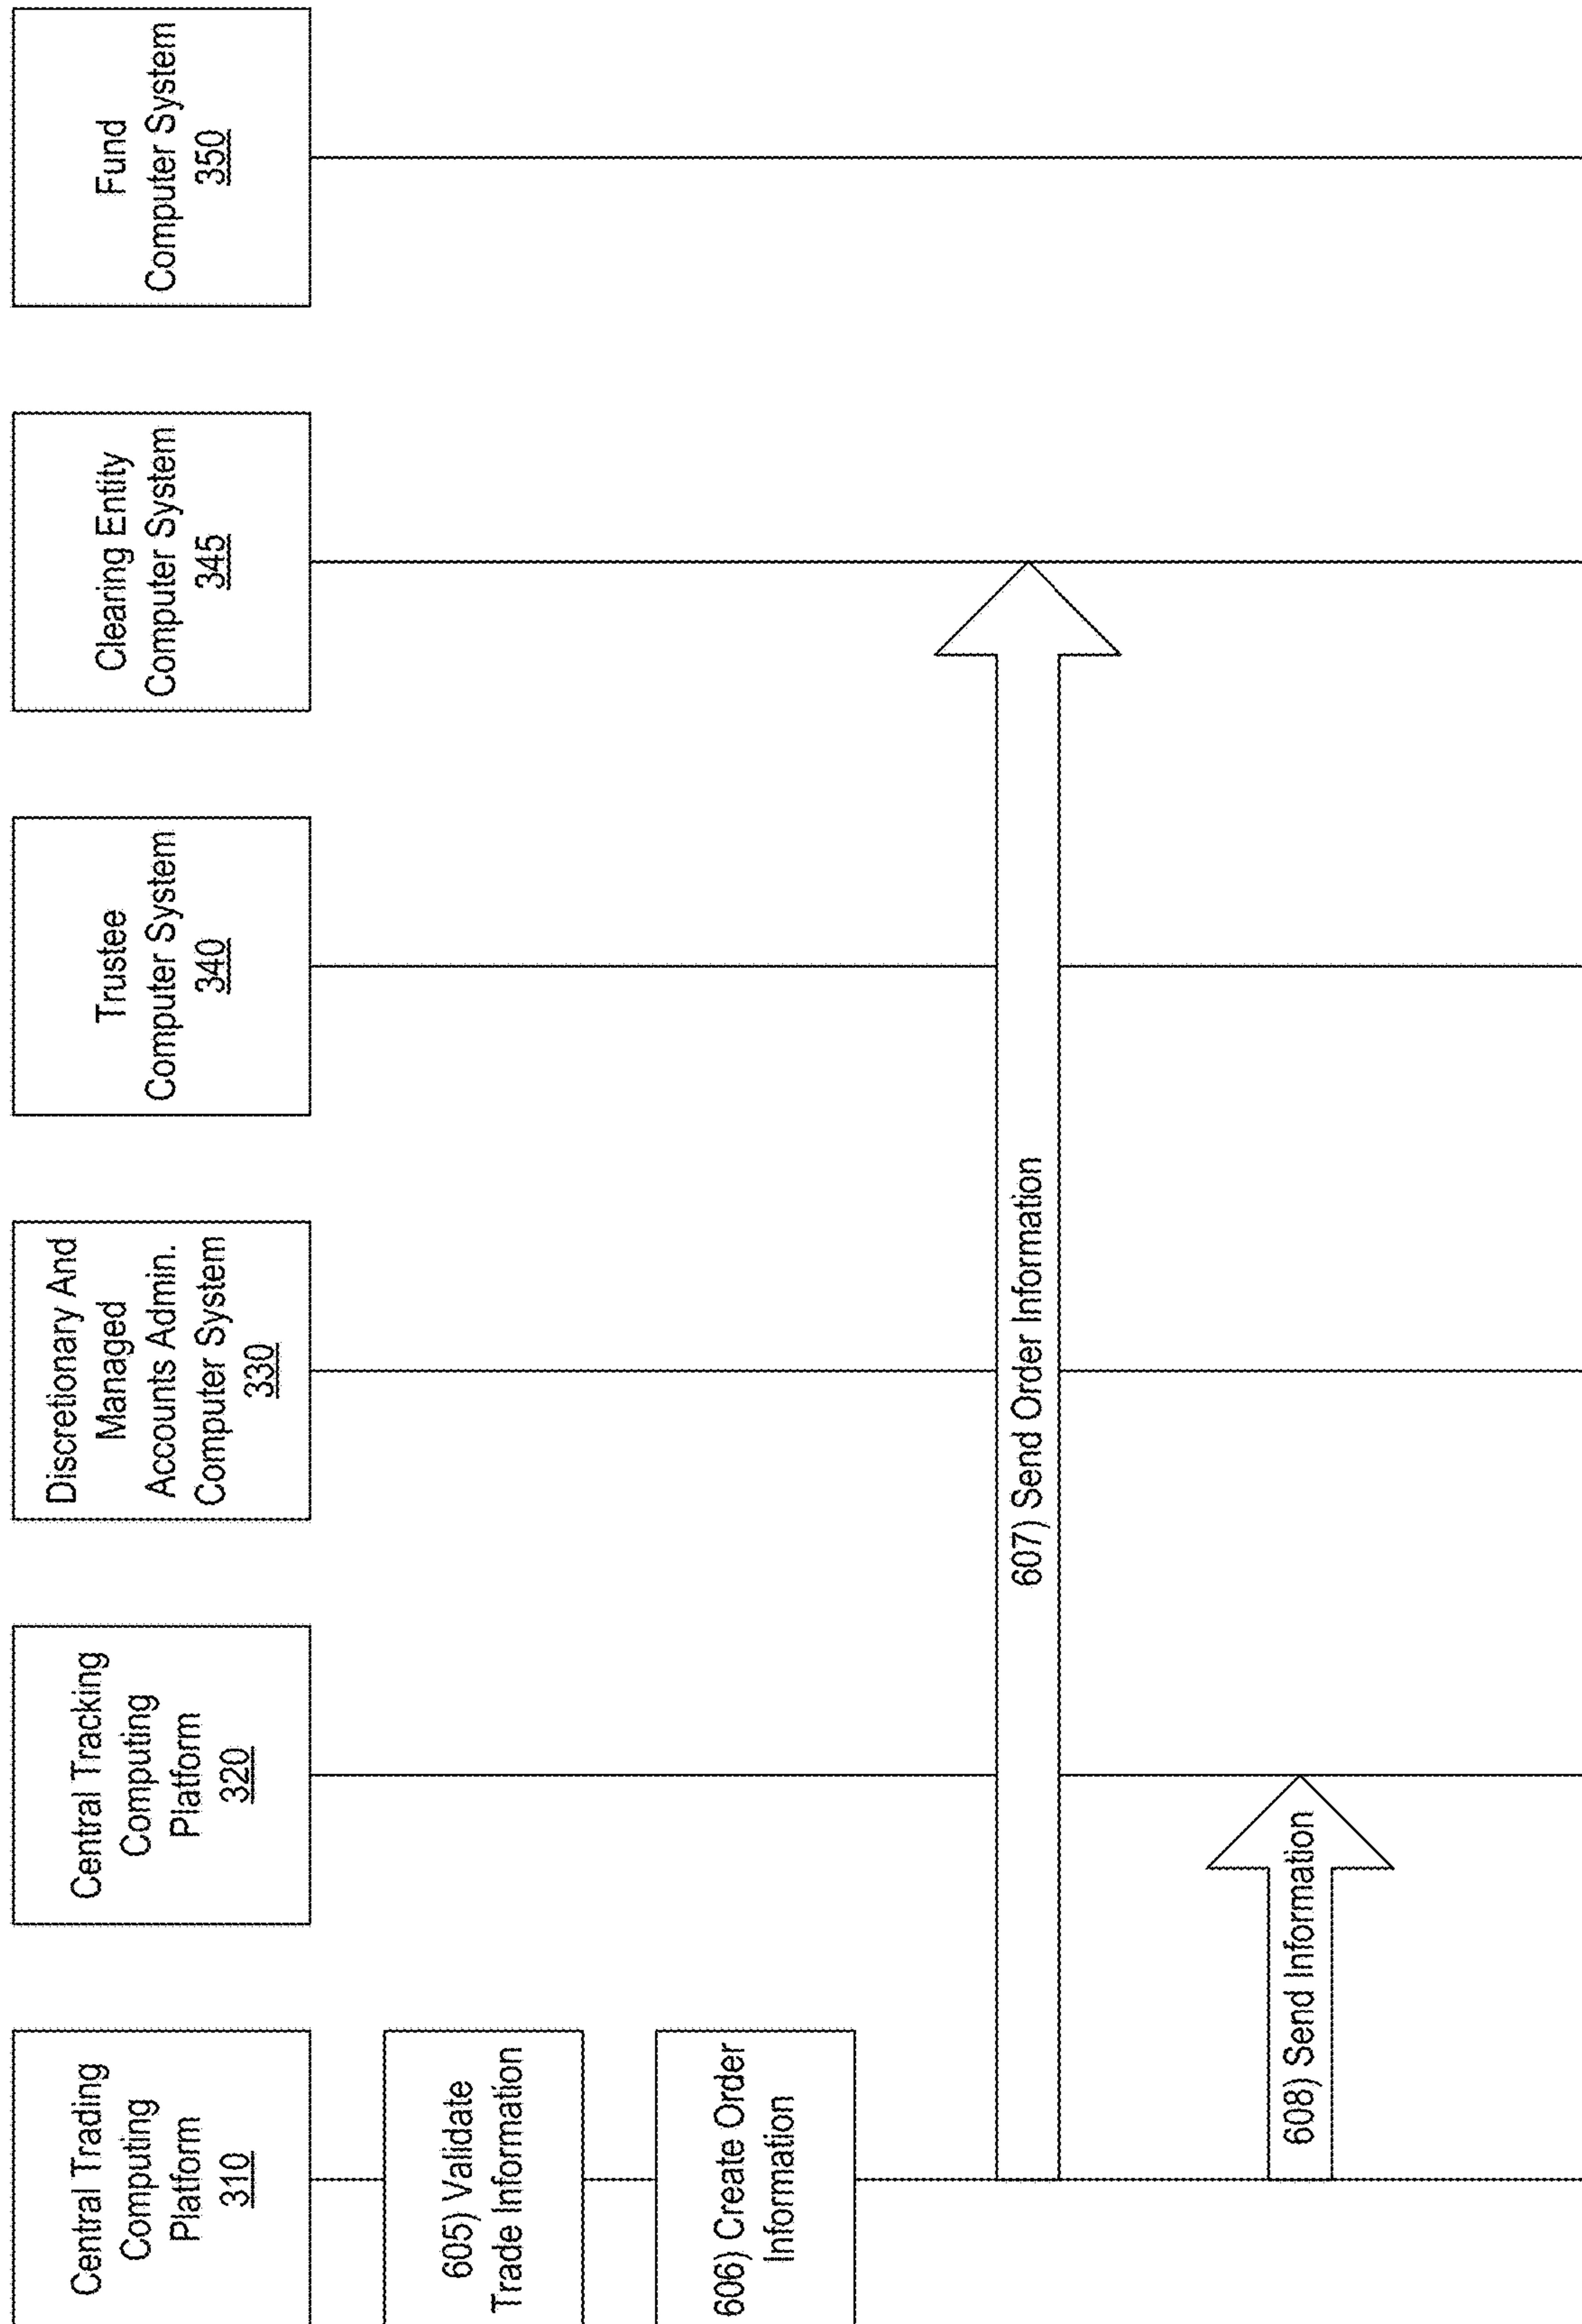 Central Trading
Computing
Platform
310
Central Tracking
Computing
Platform
320
Discretionary And
Managed
Accounts Admin.
Computer System
330
Trustee
Computer System
340
Clearing Entity
Computer System
345
Fund
Computer System
350
605) Validate
Trade Information
606) Create Order
Information
607) Send Order Information
608) Send Information